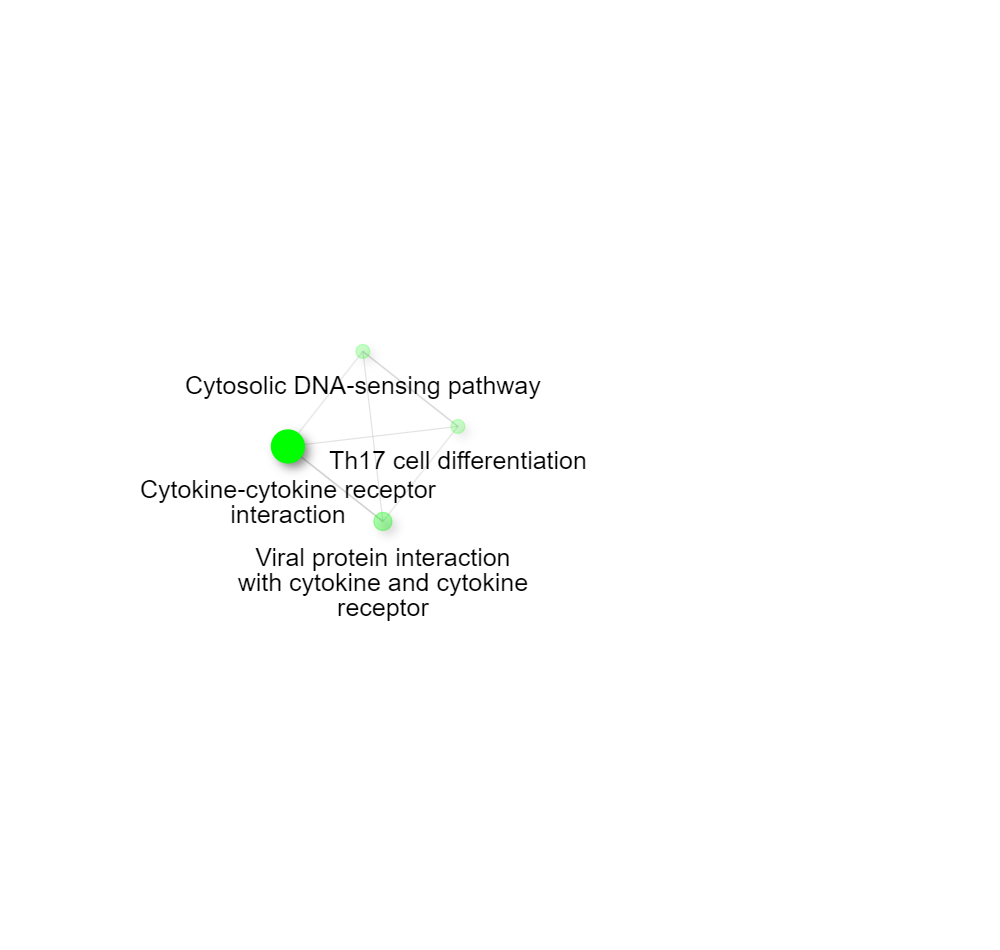 Cytosolic DNA-sensing pathway
Th17 cell differentiation
Cytokine-cytokine receptor
interaction
Viral protein interaction
with cytokine and cytokine
receptor